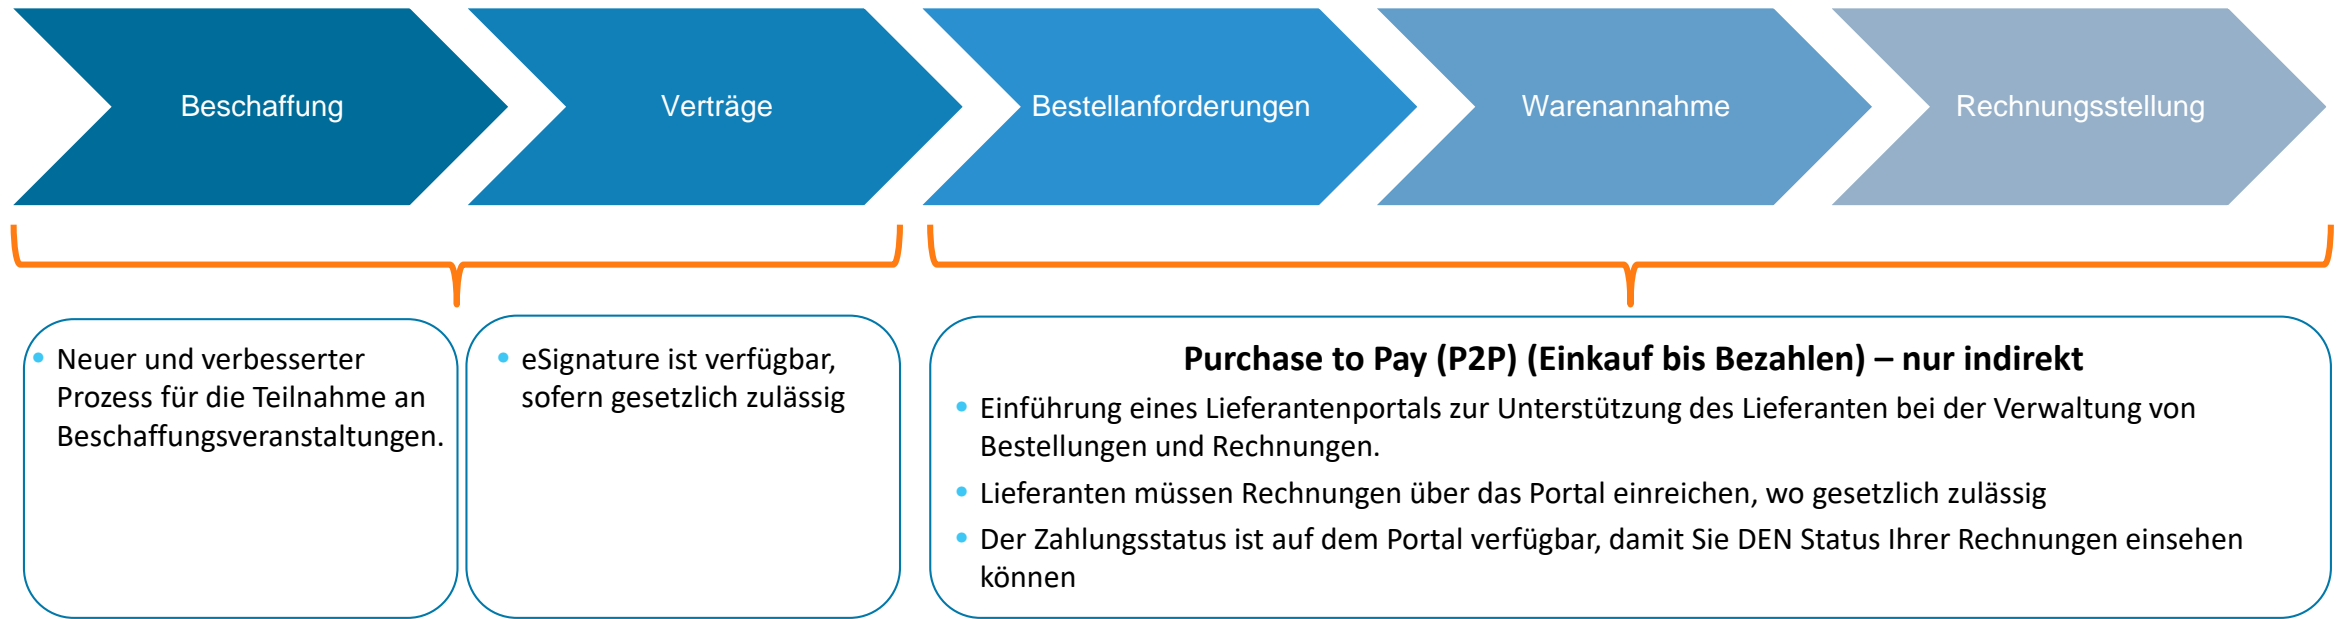 Beschaffung
Verträge
Bestellanforderungen
Warenannahme
Rechnungsstellung
• Neuer und verbesserter
Prozess für die Teilnahme an
Beschaffungsveranstaltungen.
• eSignature ist verfügbar,
sofern gesetzlich zulässig
Purchase to Pay (P2P) (Einkauf bis Bezahlen) – nur indirekt
• Einführung eines Lieferantenportals zur Unterstützung des Lieferanten bei der Verwaltung von
Bestellungen und Rechnungen.
• Lieferanten müssen Rechnungen über das Portal einreichen, wo gesetzlich zulässig
• Der Zahlungsstatus ist auf dem Portal verfügbar, damit Sie DEN Status Ihrer Rechnungen einsehen
können